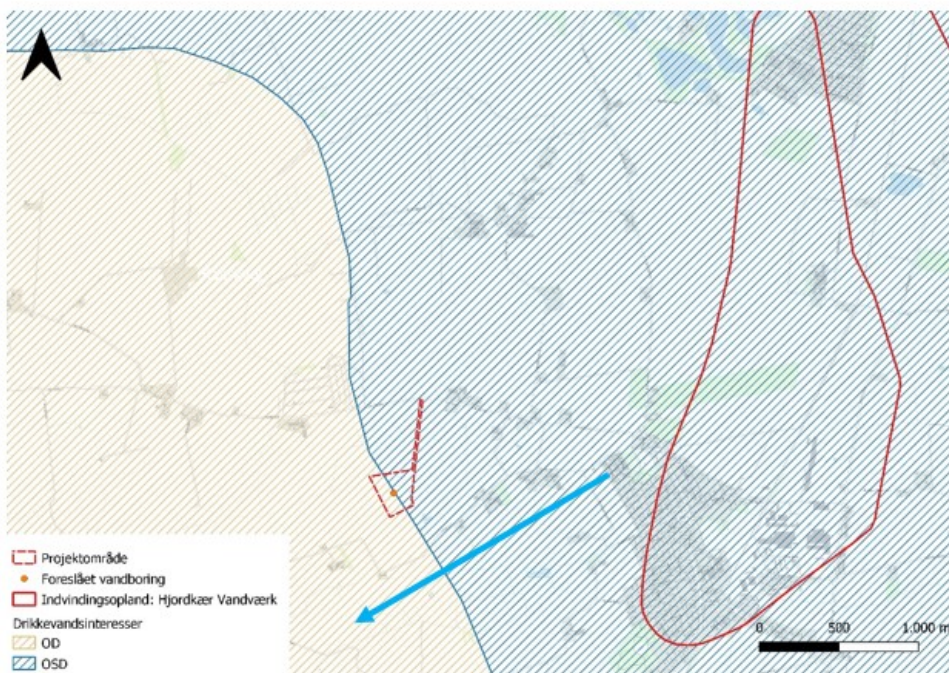 Projektområde
Foreslået vandboring
Indvindingsopland: Hjordkær Vandværk
Drikkevandsinteresser
OD
OSD
0 500 1.000 m